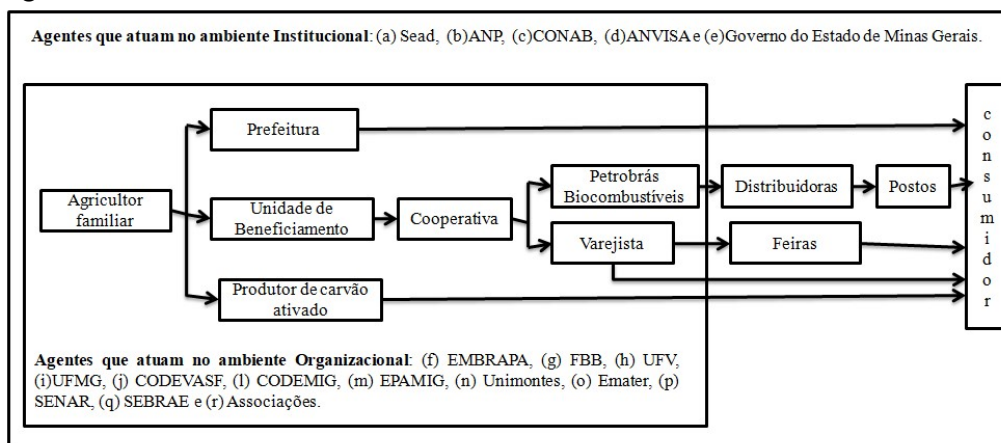 Agentes que atuam no ambiente Institucional: (a) Sead, (b)ANP, (c)CONAB, (d)ANVISA e (e)Governo do Estado de Minas Gerais.
Prefeitura
Agricultor
familiar
Unidade de
Beneficiamento
Cooperativa
Petrobrás
Biocombustíveis
Distribuidoras
Postos
Varejista
Feiras
Produtor de carvão
ativado
consumidor
Agentes que atuam no ambiente Organizacional: (f) EMBRAPA, (g) FBB, (h) UFV,
(i)UFMG, (j) CODEVASF, (l) CODEMIG, (m) EPAMIG, (n) Unimontes, (o) Emater, (p)
SENAR, (q) SEBRAE e (r) Associações.